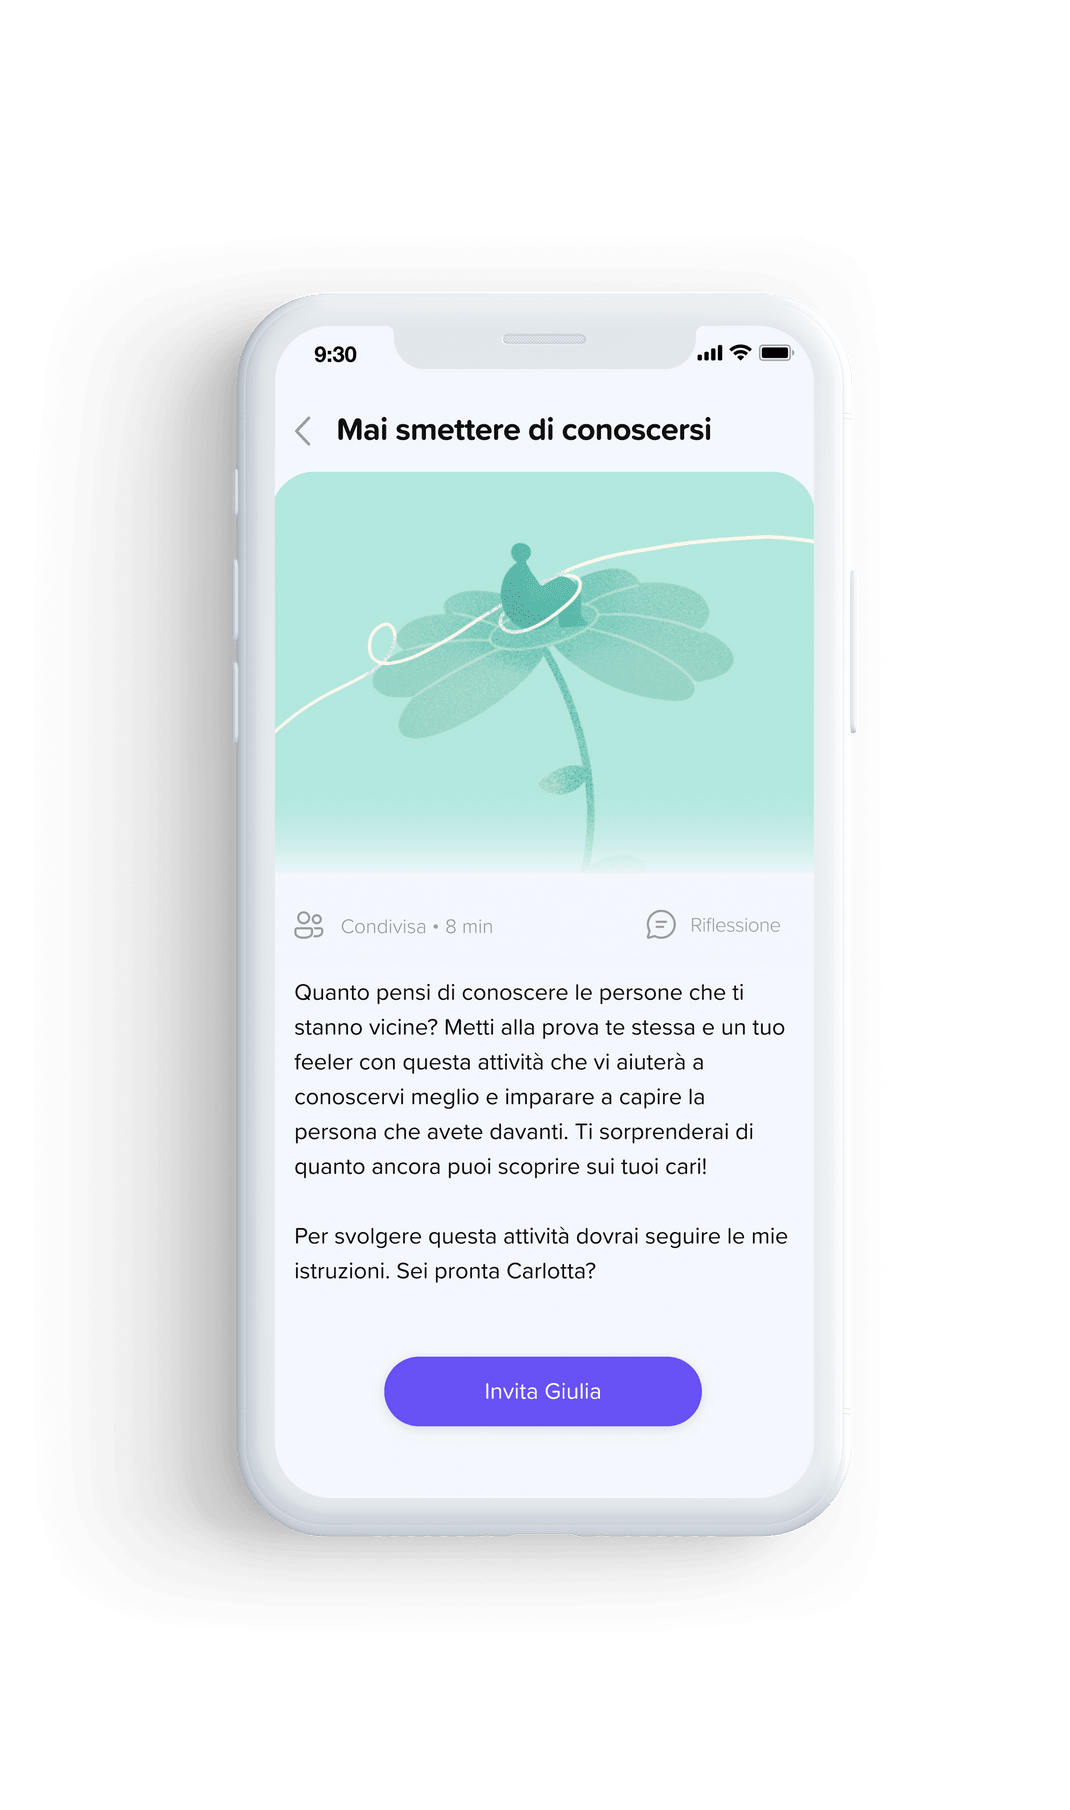 9:30
Mai smettere di conoscersi
Condivisa • 8 min
Riflessione
Quanto pensi di conoscere le persone che ti
stanno vicine? Metti alla prova te stessa e un tuo
feeler con questa attività che vi aiuterà a
conoscervi meglio e imparare a capire la
persona che avete davanti. Ti sorprenderai di
quanto ancora puoi scoprire sui tuoi cari!
Per svolgere questa attività dovrai seguire le mie
istruzioni. Sei pronta Carlotta?
Invita Giulia